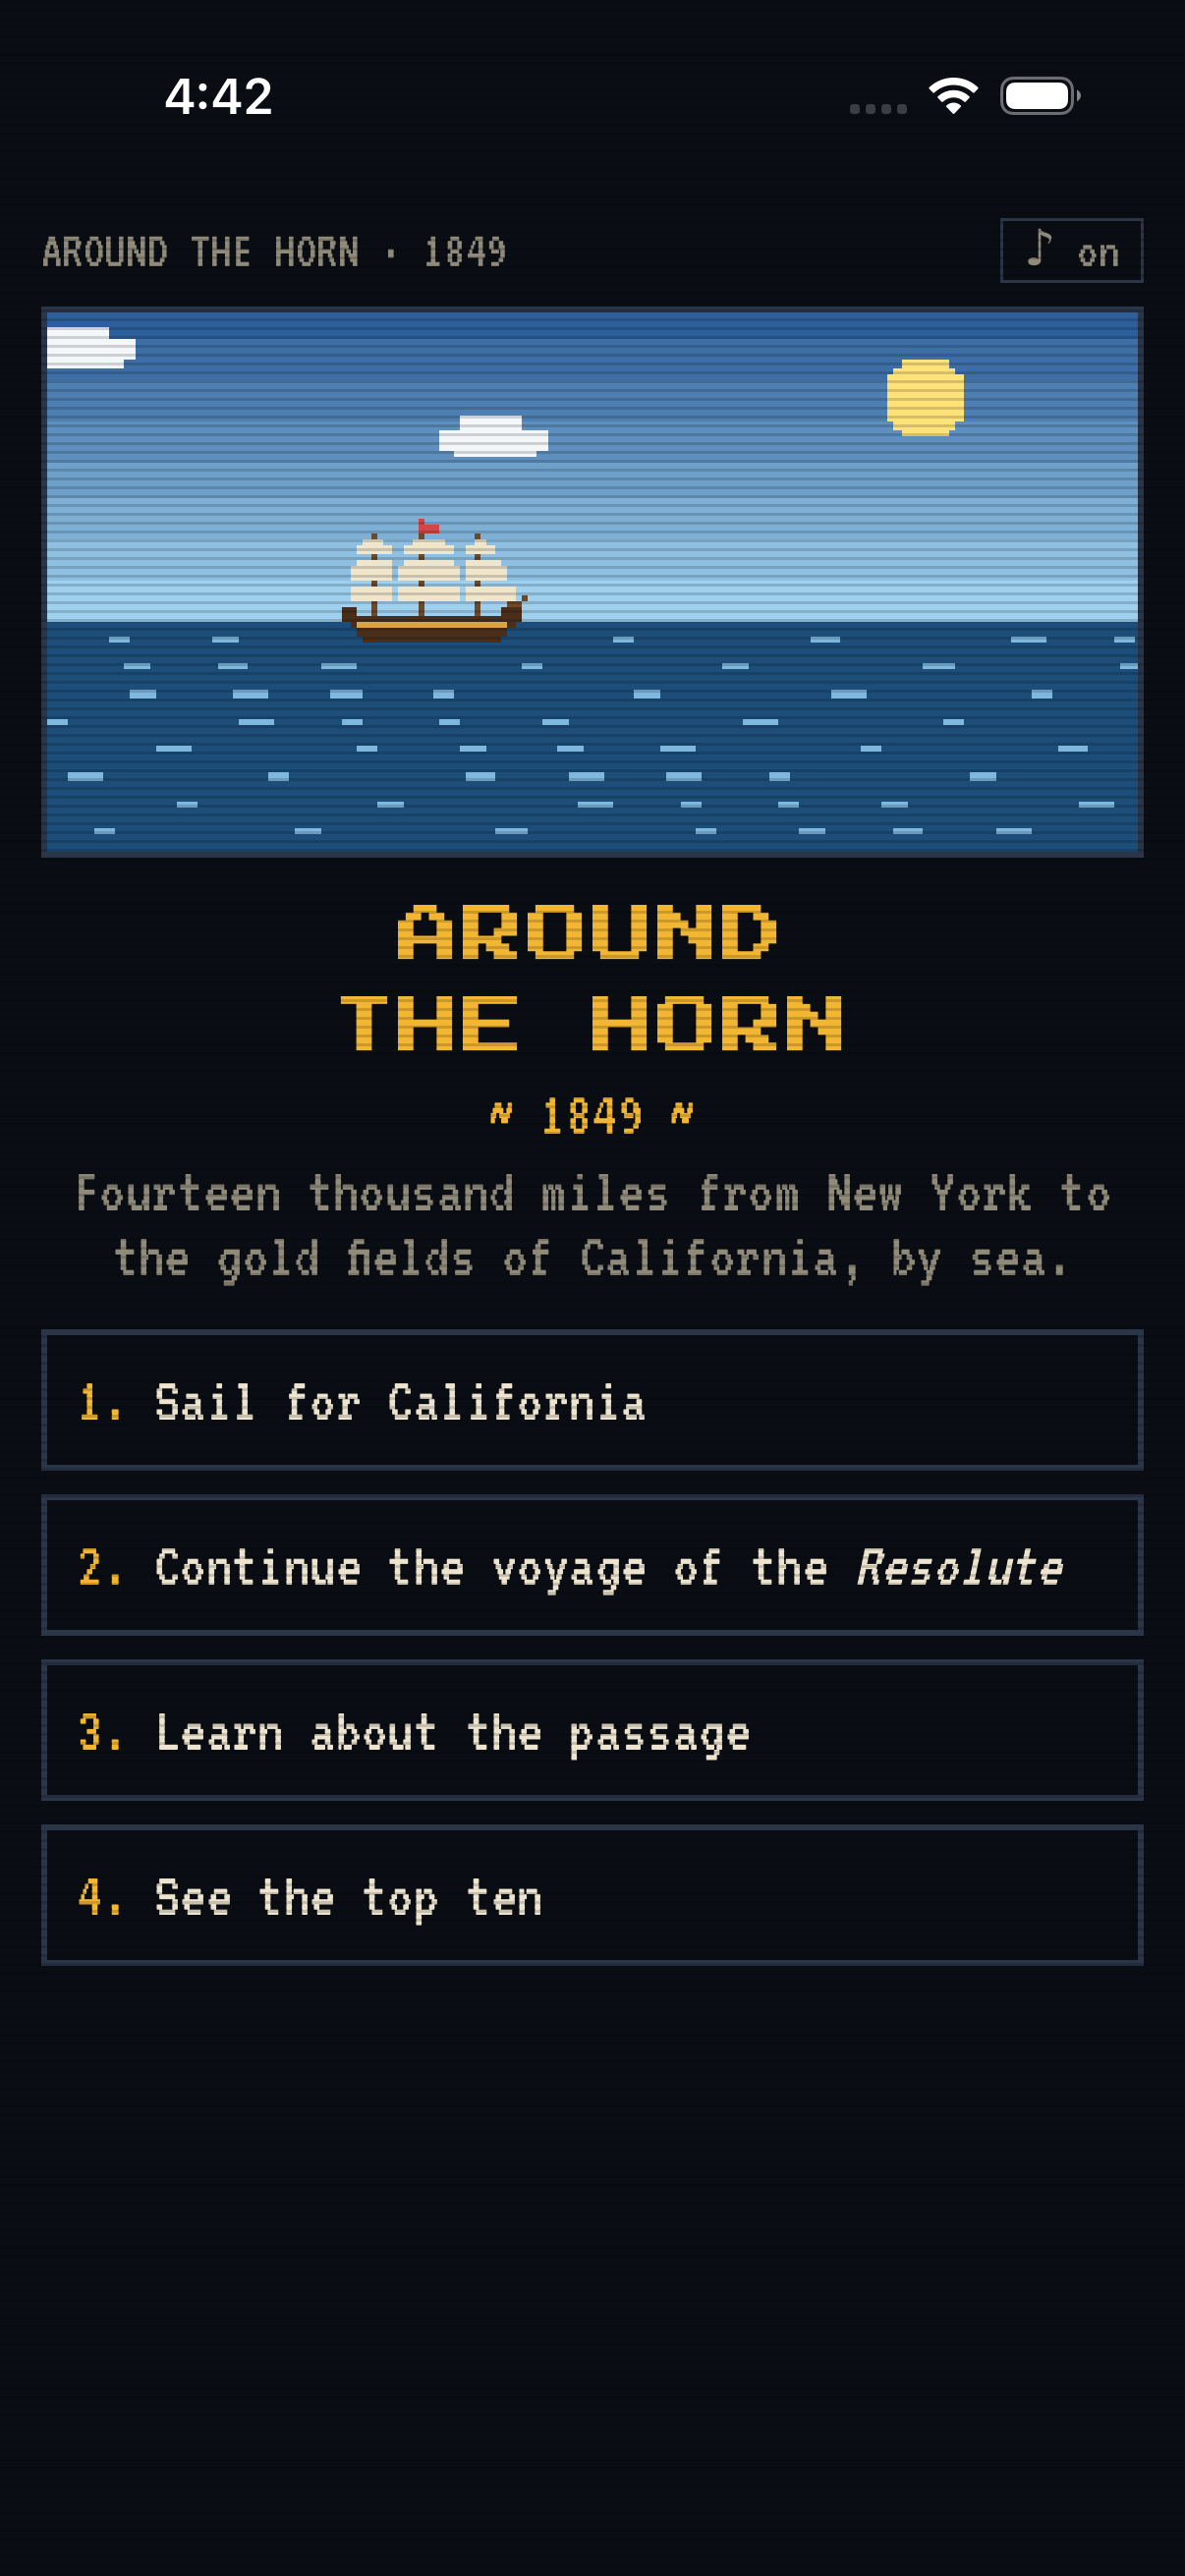 4:42
AROUND THE HORN · 1849
♪ on
AROUND
THE HORN
~ 1849 ~
Fourteen thousand miles from New York to
the gold fields of California, by sea.
1. Sail for California
2. Continue the voyage of the Resolute
3. Learn about the passage
4. See the top ten